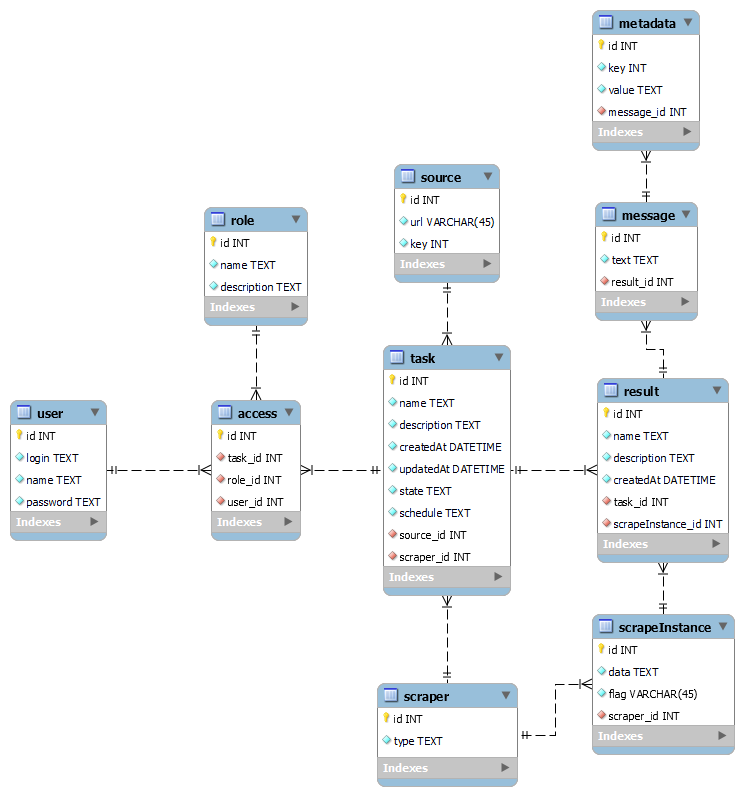 metadata
id INT
key INT
value TEXT
message_id INT
Indexes
source
id INT
url VARCHAR(45)
key INT
Indexes
message
id INT
text TEXT
result_id INT
Indexes
role
id INT
name TEXT
description TEXT
Indexes
task
id INT
name TEXT
description TEXT
createdAt DATETIME
updatedAt DATETIME
state TEXT
schedule TEXT
source_id INT
scraper_id INT
Indexes
result
id INT
name TEXT
description TEXT
createdAt DATETIME
task_id INT
scrapeInstance_id INT
Indexes
user
id INT
login TEXT
name TEXT
password TEXT
Indexes
access
id INT
task_id INT
role_id INT
user_id INT
Indexes
scraper
id INT
type TEXT
Indexes
scrapeInstance
id INT
data TEXT
flag VARCHAR(45)
scraper_id INT
Indexes